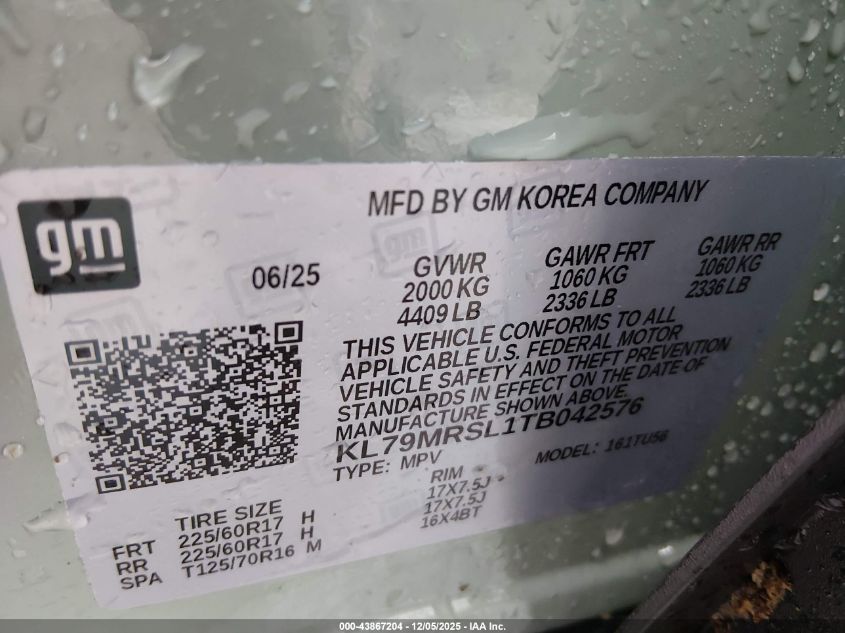 gm
MFD BY GM KOREA COMPANY
06/25
GVWR GAWR FRT GAWR RR
2000 KG 1060 KG 1060 KG
4409 LB 2336 LB 2336 LB
THIS VEHICLE CONFORMS TO ALL
APPLICABLE U.S. FEDERAL MOTOR
VEHICLE SAFETY AND THEFT PREVENTION
STANDARDS IN EFFECT ON THE DATE OF
MANUFACTURE SHOWN ABOVE.
KL79MRSL1TB042576
TYPE: MPV MODEL: 161TU56
TIRE SIZE RIM
FRT 225/60R17 H 17X7.5J
RR 225/60R17 H 17X7.5J
SPA T125/70R16 M 16X4BT
000-43867204 - 12/05/2025 - IAA Inc.